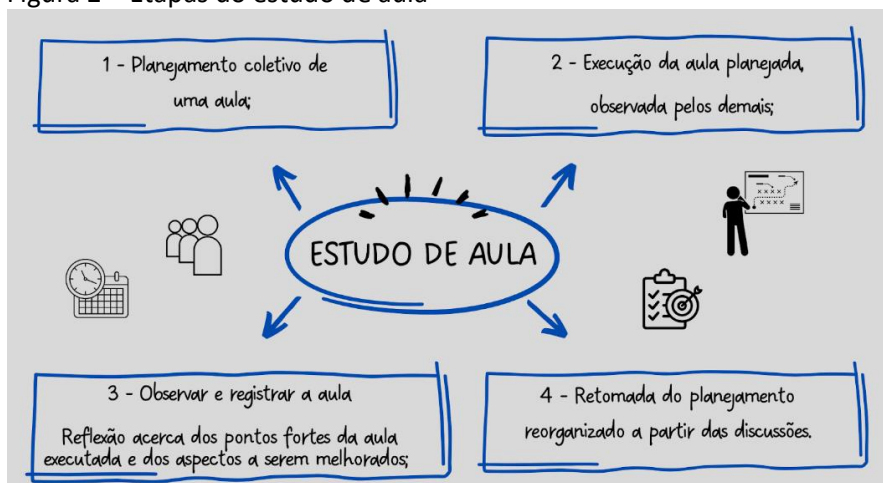 Figura 2 – Etapas do estudo de aula
1 - Planejamento coletivo de
uma aula;
2 - Execução da aula planejada,
observada pelos demais;
ESTUDO DE AULA
3 - Observar e registrar a aula
Reflexão acerca dos pontos fortes da aula
executada e dos aspectos a serem melhorados;
4 - Retomada do planejamento
reorganizado a partir das discussões.